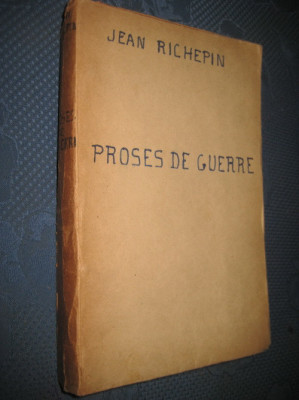 JEAN RICHEPIN
PROSES DE GUERRE